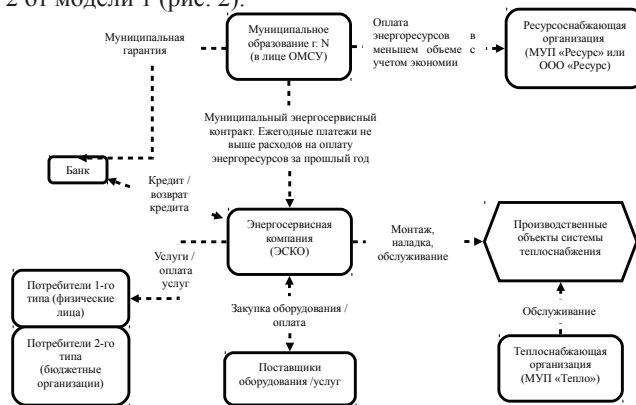 2 от модели 1 (рис. 2).
Муниципальная
гарантия
Муниципальное
образование г. N
(в лице ОМСУ)
Оплата
энергоресурсов в
меньшем объеме с
учетом экономии
Ресурсоснабжающая
организация
(МУП «Ресурс» или
ООО «Ресурс)
Муниципальный энергосервисный
контракт. Ежегодные платежи не
выше расходов на оплату
энергоресурсов за прошлый год
Банк
Кредит /
возврат
кредита
Энергосервисная
компания
(ЭСКО)
Монтаж,
наладка,
обслуживание
Производственные
объекты системы
теплоснабжения
Услуги /
оплата
услуг
Потребители 1-го
типа (физические
лица)
Потребители 2-го
типа
(бюджетные
организации)
Закупка оборудования /
оплата
Обслуживание
Поставщики
оборудования /услуг
Теплоснабжающая
организация
(МУП «Тепло»)